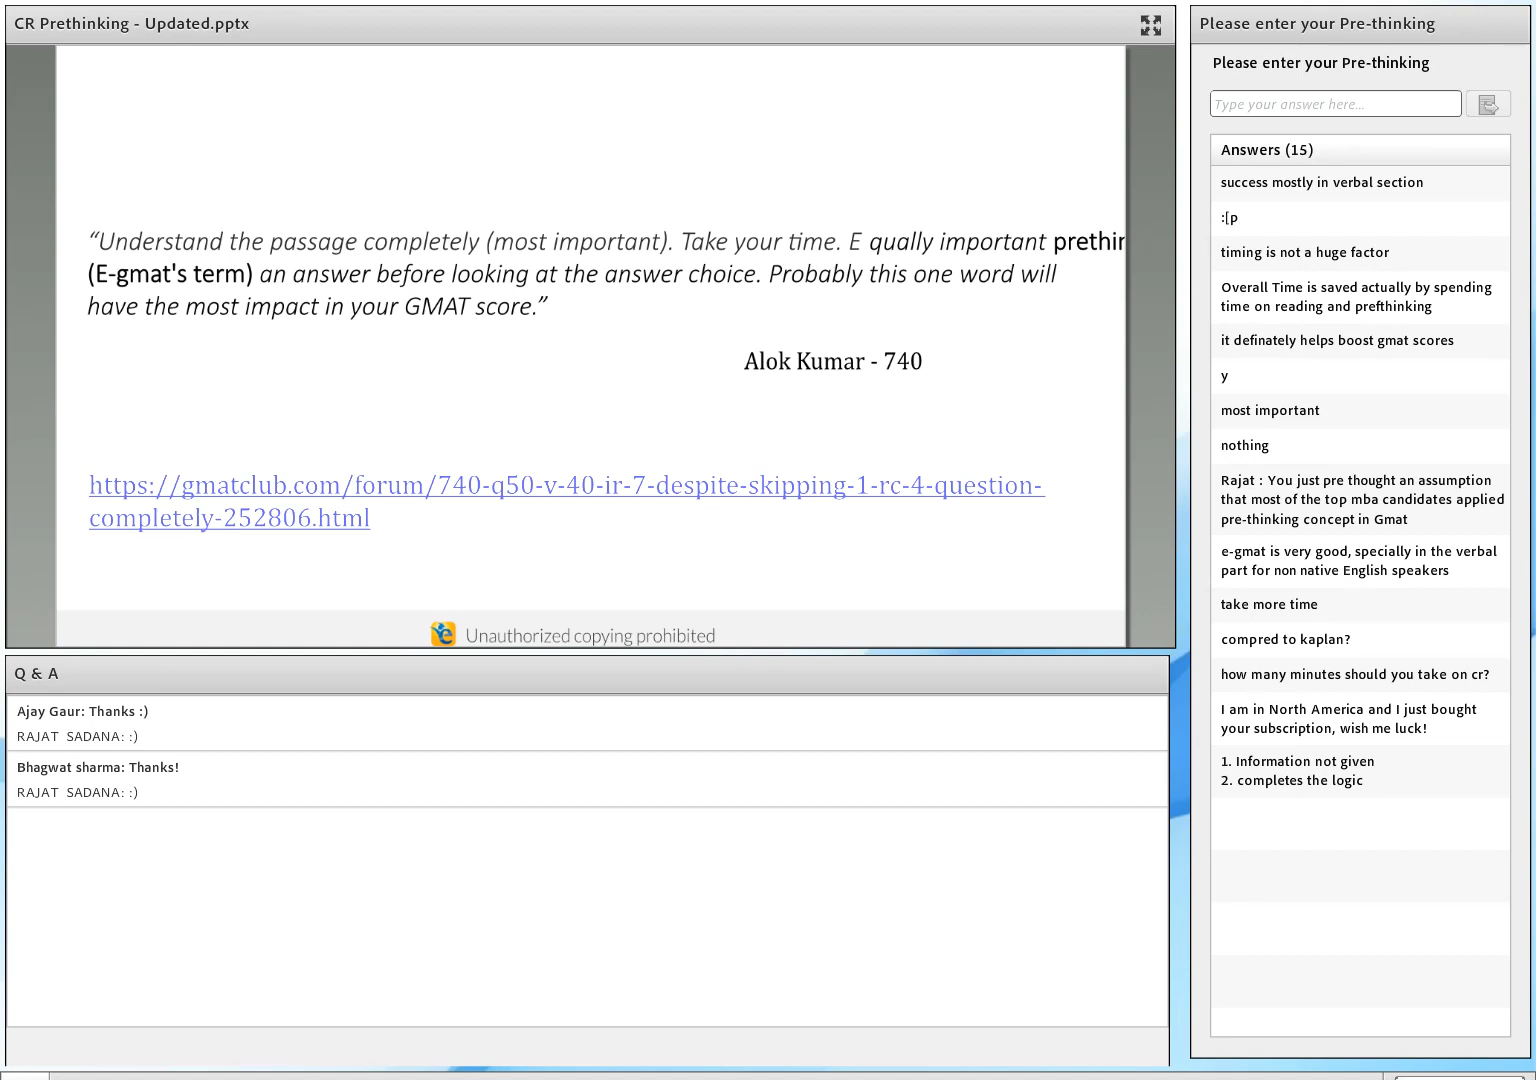 CR Prethinking - Updated.pptx
“Understand the passage completely (most important). Take your time. E qually important
(E-gmat's term) an answer before looking at the answer choice. Probably this one word will
have the most impact in your GMAT score.”
Alok Kumar - 740
https://gmatclub.com/forum/740-q50-v-40-ir-7-despite-skipping-1-rc-4-question-
completely-252806.html
Unauthorized copying prohibited
Q & A
Ajay Gaur: Thanks :)
RAJAT SADANA: :)
Bhagwat sharma: Thanks!
RAJAT SADANA: :)
Please enter your Pre-thinking
Please enter your Pre-thinking
Type your answer here...
Answers (15)
success mostly in verbal section
:[p
timing is not a huge factor
Overall Time is saved actually by spending
time on reading and prefthinking
it definately helps boost gmat scores
y
most important
nothing
Rajat : You just pre thought an assumption
that most of the top mba candidates applied
pre-thinking concept in Gmat
e-gmat is very good, specially in the verbal
part for non native English speakers
take more time
compred to kaplan?
how many minutes should you take on cr?
I am in North America and I just bought
your subscription, wish me luck!
1. Information not given
2. completes the logic